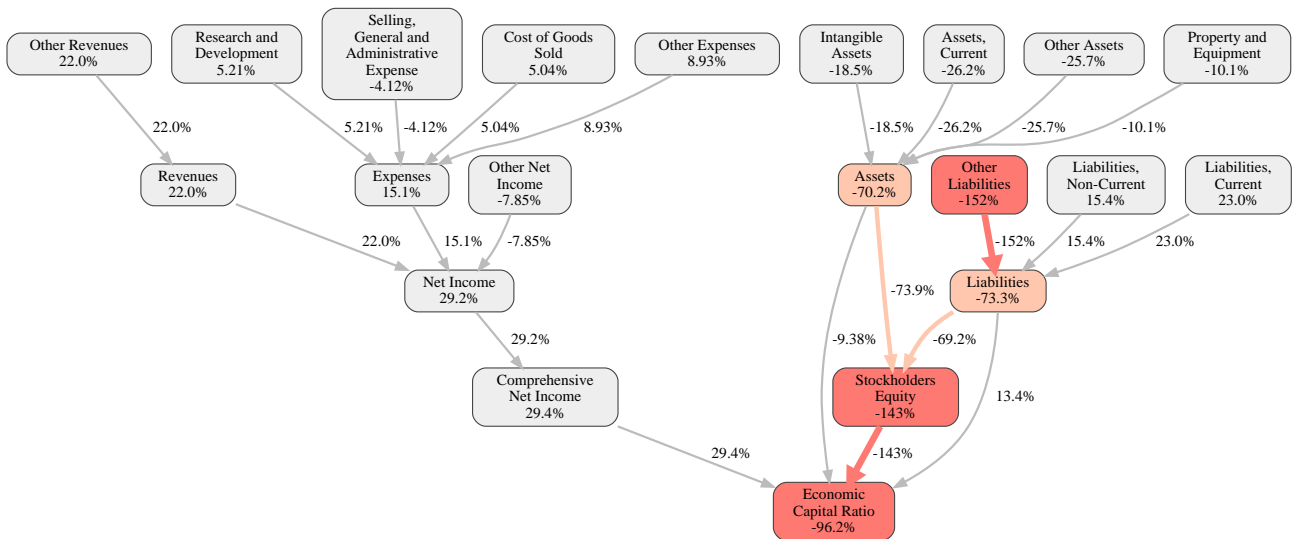 Other Revenues
22.0%
Research and
Development
5.21%
Selling,
General and
Administrative
Expense
-4.12%
Cost of Goods
Sold
5.04%
Other Expenses
8.93%
Intangible
Assets
-18.5%
Assets,
Current
-26.2%
Other Assets
-25.7%
Property and
Equipment
-10.1%
22.0%
5.21%
-4.12%
5.04%
8.93%
-18.5%
-26.2%
-25.7%
-10.1%
Revenues
22.0%
Expenses
15.1%
Other Net
Income
-7.85%
Assets
-70.2%
Other
Liabilities
-152%
Liabilities,
Non-Current
15.4%
Liabilities,
Current
23.0%
22.0%
15.1%
-7.85%
-152%
15.4%
23.0%
Net Income
29.2%
Liabilities
-73.3%
-73.9%
29.2%
-9.38%
-69.2%
Comprehensive
Net Income
29.4%
Stockholders
Equity
-143%
13.4%
29.4%
-143%
Economic
Capital Ratio
-96.2%